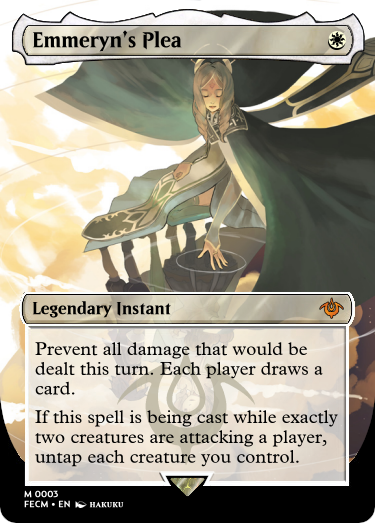 Emmeryn's Plea
Legendary Instant
Prevent all damage that would be
dealt this turn. Each player draws a
card.
If this spell is being cast while exactly
two creatures are attacking a player,
untap each creature you control.
M 0003
FECM • EN HAKUKU